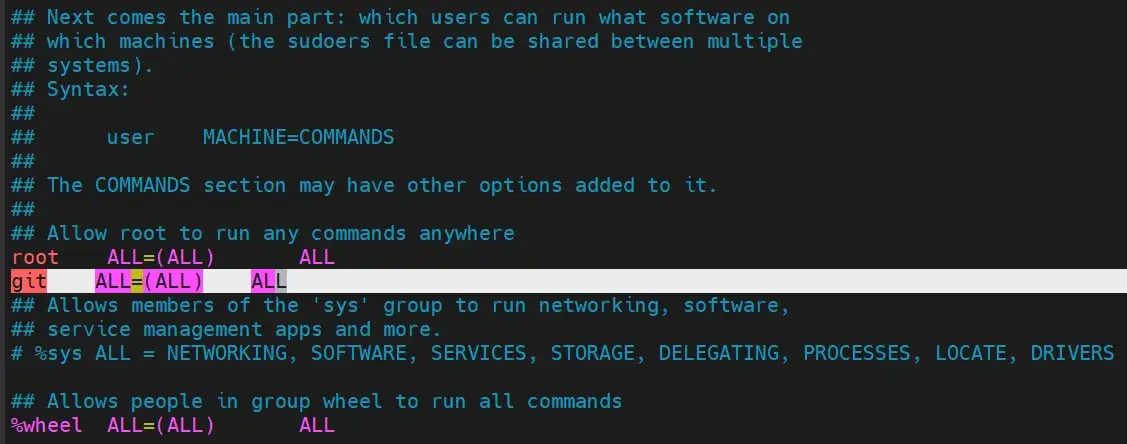 ## Next comes the main part: which users can run what software on
## which machines (the sudoers file can be shared between multiple
## systems).
## Syntax:
##
##      user    MACHINE=COMMANDS
##
## The COMMANDS section may have other options added to it.
##
## Allow root to run any commands anywhere
root    ALL=(ALL)       ALL
git    ALL=(ALL)    ALL
## Allows members of the 'sys' group to run networking, software,
## service management apps and more.
# %sys ALL = NETWORKING, SOFTWARE, SERVICES, STORAGE, DELEGATING, PROCESSES, LOCATE, DRIVERS
## Allows people in group wheel to run all commands
%wheel  ALL=(ALL)       ALL